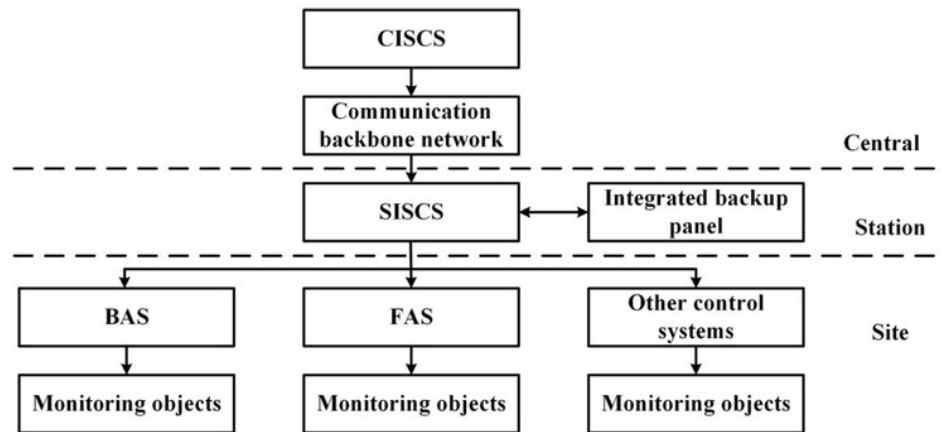 CISCS
Communication
backbone network
Central
SISCS
Integrated backup
panel
Station
BAS
FAS
Other control
systems
Site
Monitoring objects
Monitoring objects
Monitoring objects